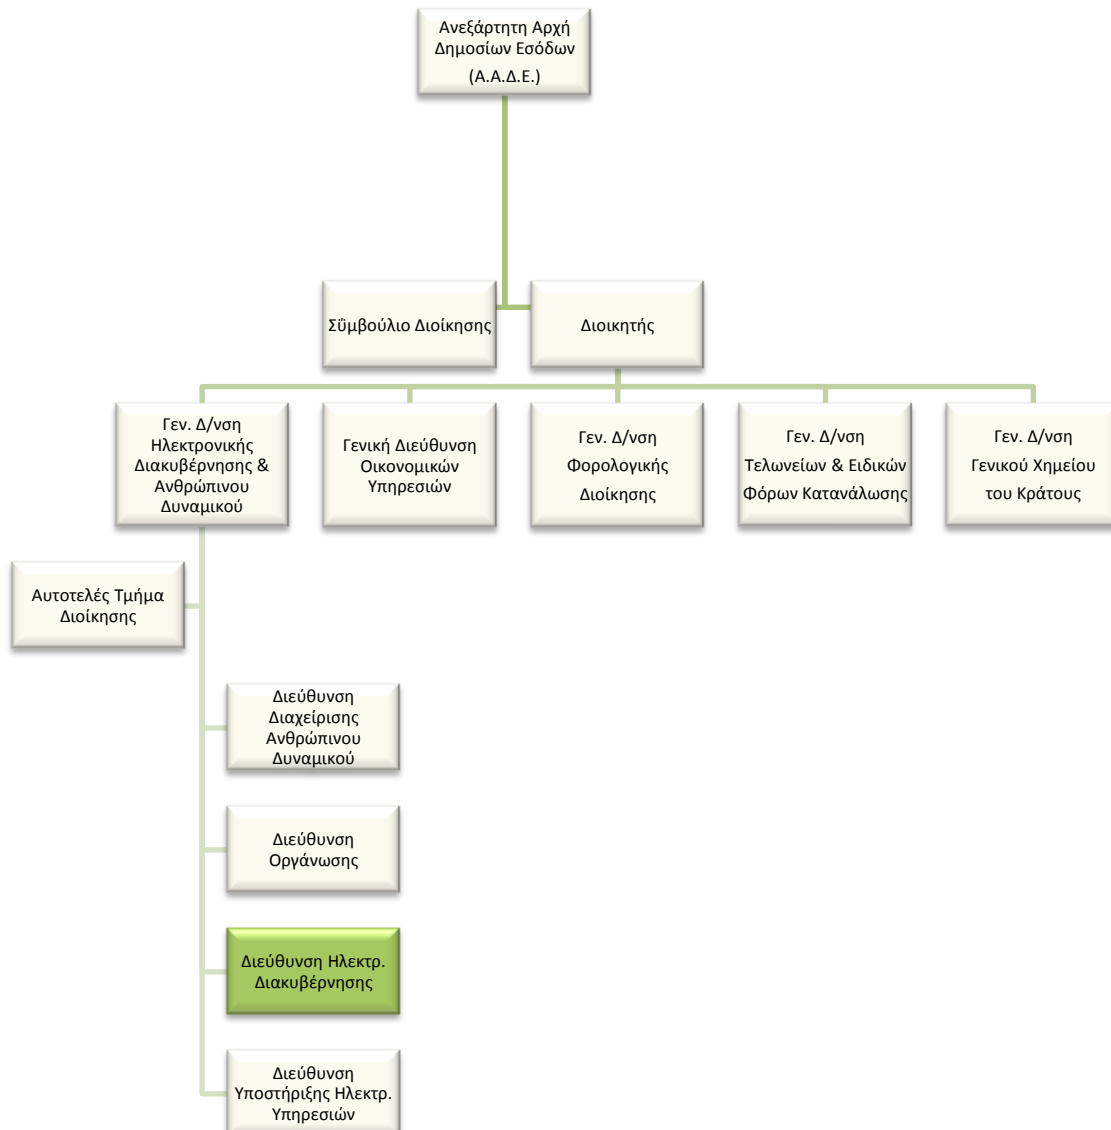 Ανεξάρτητη Αρχή
Δημοσίων Εσόδων
(Α.Α.Δ.Ε.)
Σΰμβούλιο Διοίκησης
Διοικητής
Γεν. Δ/νση
Ηλεκτρονικής
Διακυβέρνησης &
Ανθρώπινου
Δυναμικού
Γενική Διεύθυνση
Οικονομικών
Υπηρεσιών
Γεν. Δ/νση
Φορολογικής
Διοίκησης
Γεν. Δ/νση
Τελωνείων & Ειδικών
Φόρων Κατανάλωσης
Γεν. Δ/νση
Γενικού Χημείου
του Κράτους
Αυτοτελές Τμήμα
Διοίκησης
Διεύθυνση
Διαχείρισης
Ανθρώπινου
Δυναμικού
Διεύθυνση
Οργάνωσης
Διεύθυνση Ηλεκτρ.
Διακυβέρνησης
Διεύθυνση
Υποστήριξης Ηλεκτρ.
Υπηρεσιών